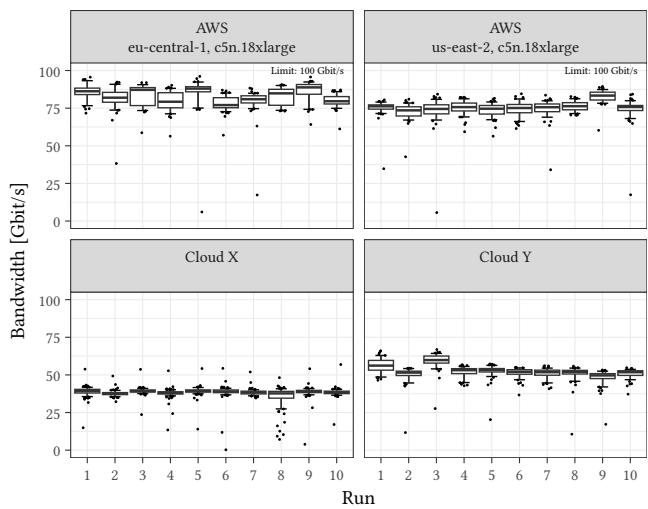 AWS
eu-central-1, c5n.18xlarge
AWS
us-east-2, c5n.18xlarge
Limit: 100 Gbit/s
Limit: 100 Gbit/s
100
75
50
25
0
Cloud X
Cloud Y
100
75
50
25
0
Bandwidth [Gbit/s]
1 2 3 4 5 6 7 8 9 10
1 2 3 4 5 6 7 8 9 10
Run